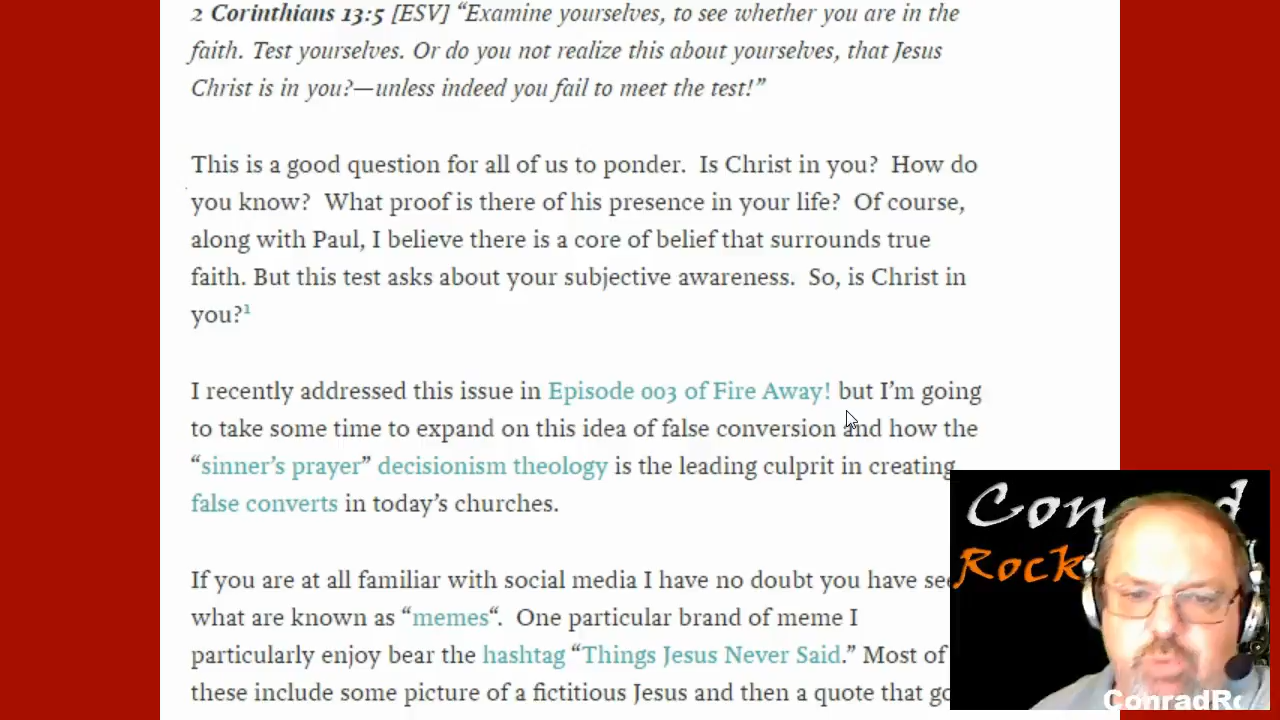 2 Corinthians 13:5 [ESV] “Examine yourselves, to see whether you are in the
faith. Test yourselves. Or do you not realize this about yourselves, that Jesus
Christ is in you?—unless indeed you fail to meet the test!”
This is a good question for all of us to ponder.  Is Christ in you?  How do
you know?  What proof is there of his presence in your life?  Of course,
along with Paul, I believe there is a core of belief that surrounds true
faith. But this test asks about your subjective awareness.  So, is Christ in
you?¹
I recently addressed this issue in Episode 003 of Fire Away! but I’m going
to take some time to expand on this idea of false conversion and how the
“sinner’s prayer” decisionism theology is the leading culprit in creating
false converts in today’s churches.
If you are at all familiar with social media I have no doubt you have see
what are known as “memes“.  One particular brand of meme I
particularly enjoy bear the hashtag “Things Jesus Never Said.” Most of
these include some picture of a fictitious Jesus and then a quote that go
Con d
Rock
ConradRo